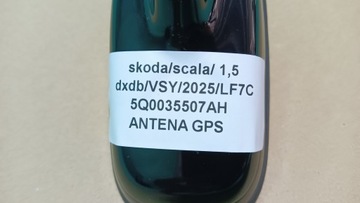 skoda/scala/ 1,5
dxdb/VSY/2025/LF7C
5Q0035507AH
ANTENA GPS